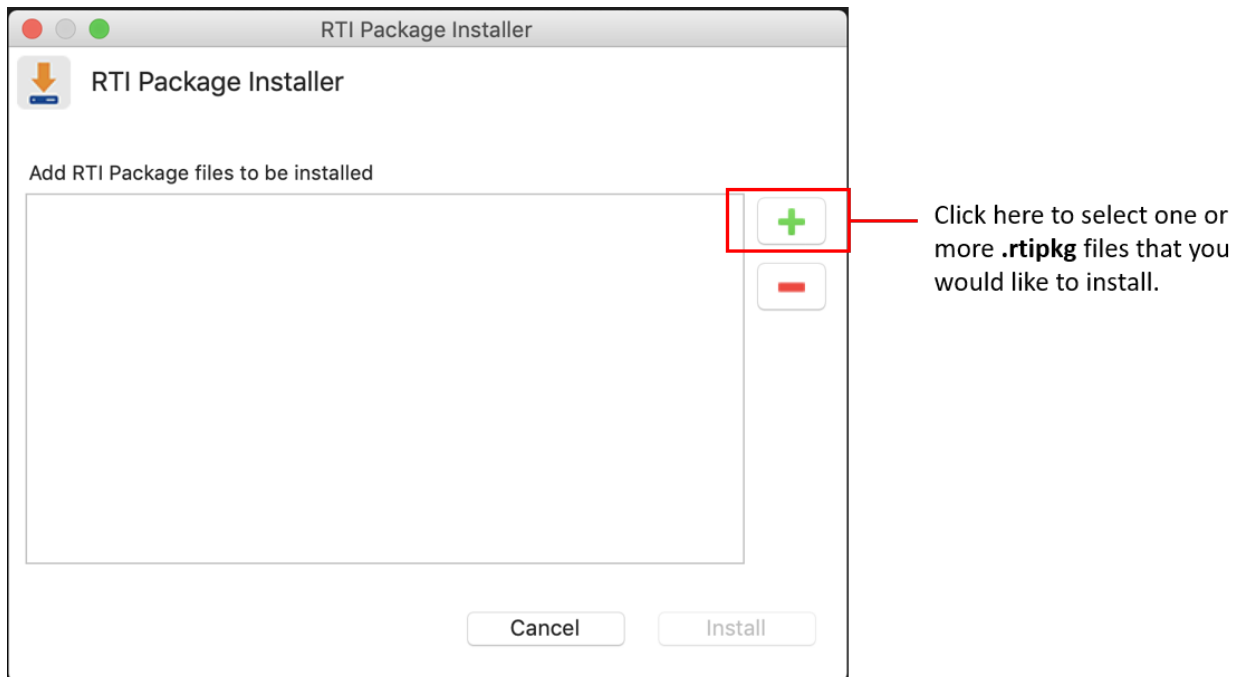 RTI Package Installer
RTI Package Installer
Add RTI Package files to be installed
Click here to select one or
more .rtipkg files that you
would like to install.
Cancel
Install